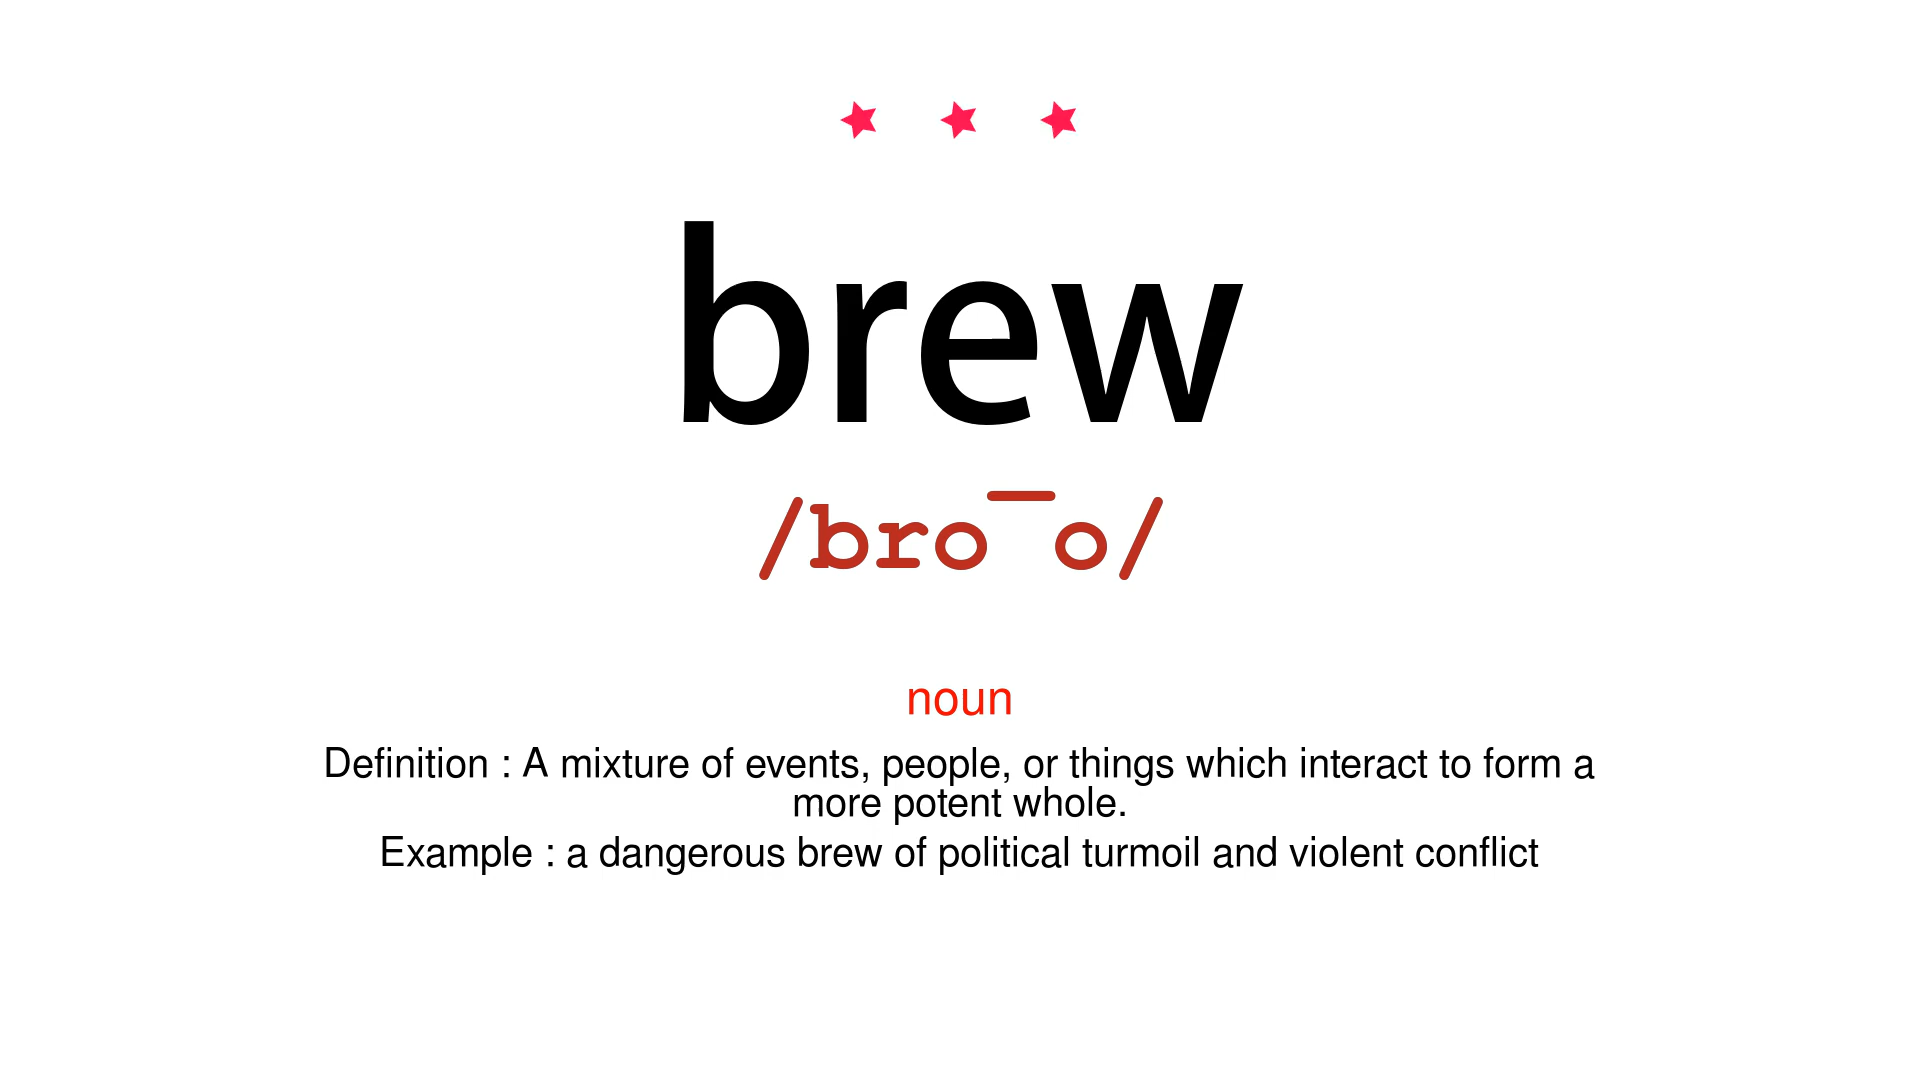 brew
/bro¯o/
noun
Definition : A mixture of events, people, or things which interact to form a
more potent whole.
Example : a dangerous brew of political turmoil and violent conflict